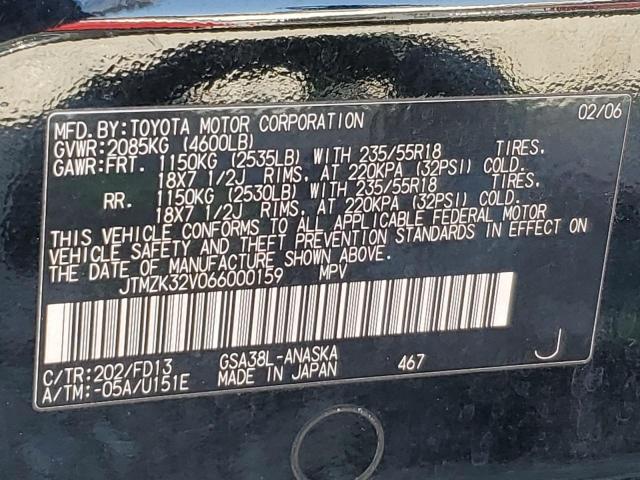 MFD.BY:TOYOTA MOTOR CORPORATION 02/06
GVWR:2085KG (4600LB)
GAWR:FRT. 1150KG (2535LB) WITH 235/55R18 TIRES.
18X7 1/2J RIMS. AT 220KPA (32PSI) COLD.
RR. 1150KG (2530LB) WITH 235/55R18 TIRES.
18X7 1/2J RIMS. AT 220KPA (32PSI) COLD.
THIS VEHICLE CONFORMS TO ALL APPLICABLE FEDERAL MOTOR
VEHICLE SAFETY AND THEFT PREVENTION STANDARDS IN EFFECT ON
THE DATE OF MANUFACTURE SHOWN ABOVE.
JTMZK32V066000159 MPV
C/TR:202/FD13 GSA38L-ANASKA 467 J
A/TM:-05A/U151E MADE IN JAPAN